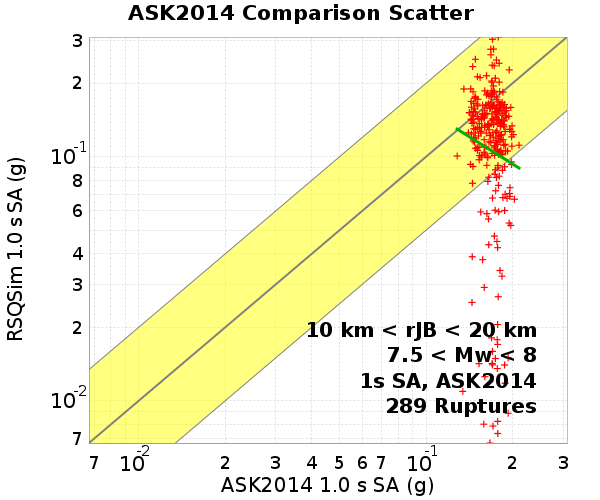 ASK2014 Comparison Scatter
RSQSim 1.0 s SA (g)
3
2
10-1
8
6
4
3
2
10-2
7
10 km < rJB < 20 km
7.5 < Mw < 8
1s SA, ASK2014
289 Ruptures
7 10-2 2 3 4 5 6 7 10-1 2 3
ASK2014 1.0 s SA (g)